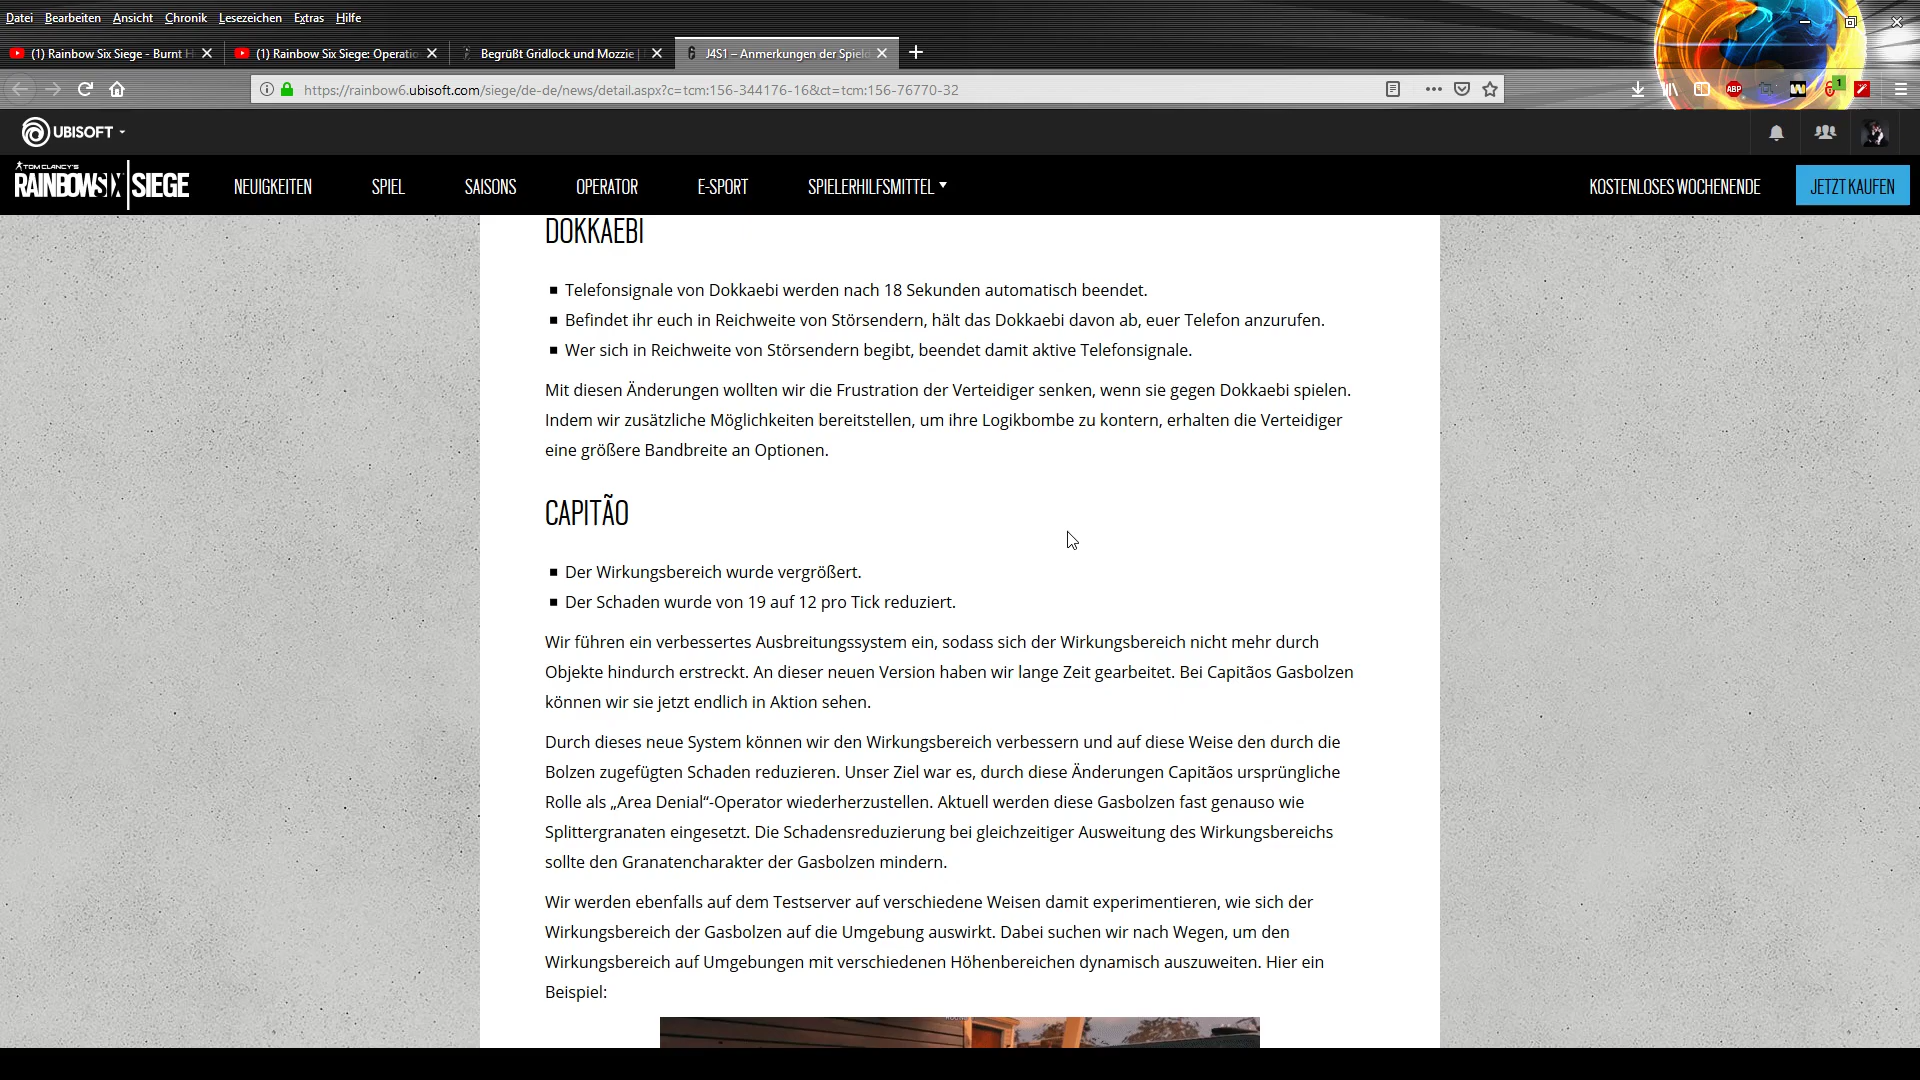 Datei Bearbeiten Ansicht Chronik Lesezeichen Extras Hilfe
(1) Rainbow Six Siege - Burnt H
(1) Rainbow Six Siege: Operatio
Begrüßt Gridlock und Mozzie |
J4S1 – Anmerkungen der Spiel
https://rainbow6.ubisoft.com/siege/de-de/news/detail.aspx?c=tcm:156-344176-16&ct=tcm:156-76770-32
ABP
W
1
UBISOFT
TOM CLANCY'S
RAINBOW SIX | SIEGE
NEUIGKEITEN SPIEL SAISONS OPERATOR E-SPORT SPIELERHILFSMITTEL KOSTENLOSES WOCHENENDE JETZT KAUFEN
DOKKAEBI
Telefonsignale von Dokkaebi werden nach 18 Sekunden automatisch beendet.
Befindet ihr euch in Reichweite von Störsendern, hält das Dokkaebi davon ab, euer Telefon anzurufen.
Wer sich in Reichweite von Störsendern begibt, beendet damit aktive Telefonsignale.
Mit diesen Änderungen wollten wir die Frustration der Verteidiger senken, wenn sie gegen Dokkaebi spielen.
Indem wir zusätzliche Möglichkeiten bereitstellen, um ihre Logikbombe zu kontern, erhalten die Verteidiger
eine größere Bandbreite an Optionen.
CAPITÃO
Der Wirkungsbereich wurde vergrößert.
Der Schaden wurde von 19 auf 12 pro Tick reduziert.
Wir führen ein verbessertes Ausbreitungssystem ein, sodass sich der Wirkungsbereich nicht mehr durch
Objekte hindurch erstreckt. An dieser neuen Version haben wir lange Zeit gearbeitet. Bei Capitãos Gasbolzen
können wir sie jetzt endlich in Aktion sehen.
Durch dieses neue System können wir den Wirkungsbereich verbessern und auf diese Weise den durch die
Bolzen zugefügten Schaden reduzieren. Unser Ziel war es, durch diese Änderungen Capitãos ursprüngliche
Rolle als „Area Denial“-Operator wiederherzustellen. Aktuell werden diese Gasbolzen fast genauso wie
Splittergranaten eingesetzt. Die Schadensreduzierung bei gleichzeitiger Ausweitung des Wirkungsbereichs
sollte den Granatencharakter der Gasbolzen mindern.
Wir werden ebenfalls auf dem Testserver auf verschiedene Weisen damit experimentieren, wie sich der
Wirkungsbereich der Gasbolzen auf die Umgebung auswirkt. Dabei suchen wir nach Wegen, um den
Wirkungsbereich auf Umgebungen mit verschiedenen Höhenbereichen dynamisch auszuweiten. Hier ein
Beispiel: